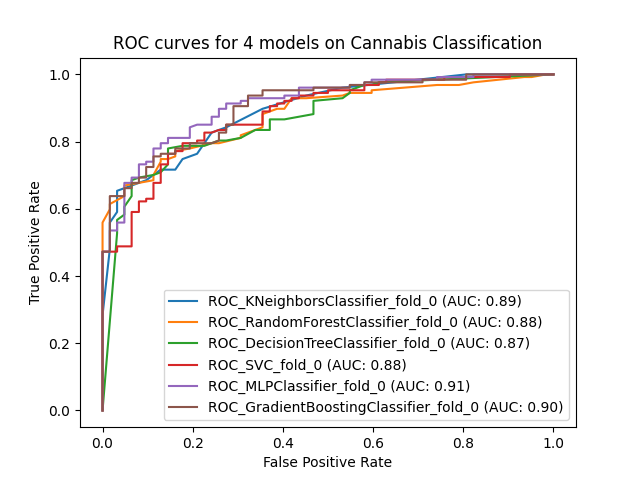 ROC curves for 4 models on Cannabis Classification
1.0
0.8
0.6
0.4
0.2
0.0
True Positive Rate
ROC_KNeighborsClassifier_fold_0 (AUC: 0.89)
ROC_RandomForestClassifier_fold_0 (AUC: 0.88)
ROC_DecisionTreeClassifier_fold_0 (AUC: 0.87)
ROC_SVC_fold_0 (AUC: 0.88)
ROC_MLPClassifier_fold_0 (AUC: 0.91)
ROC_GradientBoostingClassifier_fold_0 (AUC: 0.90)
0.0 0.2 0.4 0.6 0.8 1.0
False Positive Rate